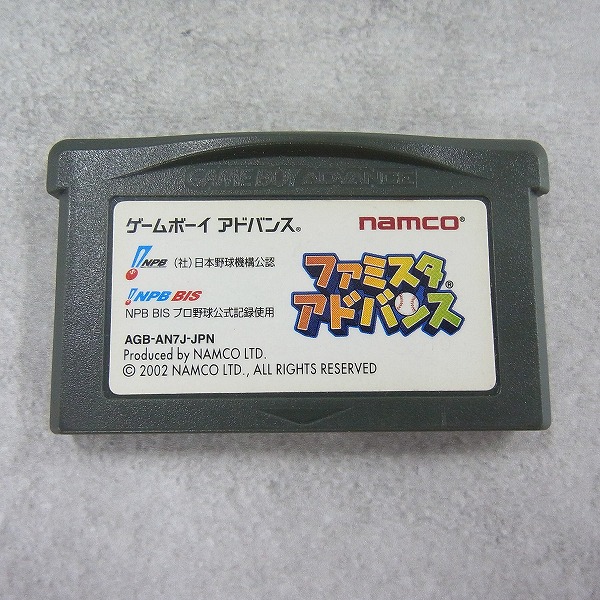 GAME BOY ADVANCE
ゲームボーイ アドバンス®
namco®
NPB (社)日本野球機構公認
NPB BIS
NPB BIS プロ野球公式記録使用
ファミスタ
アドバンス®
AGB-AN7J-JPN
Produced by NAMCO LTD.
© 2002 NAMCO LTD., ALL RIGHTS RESERVED